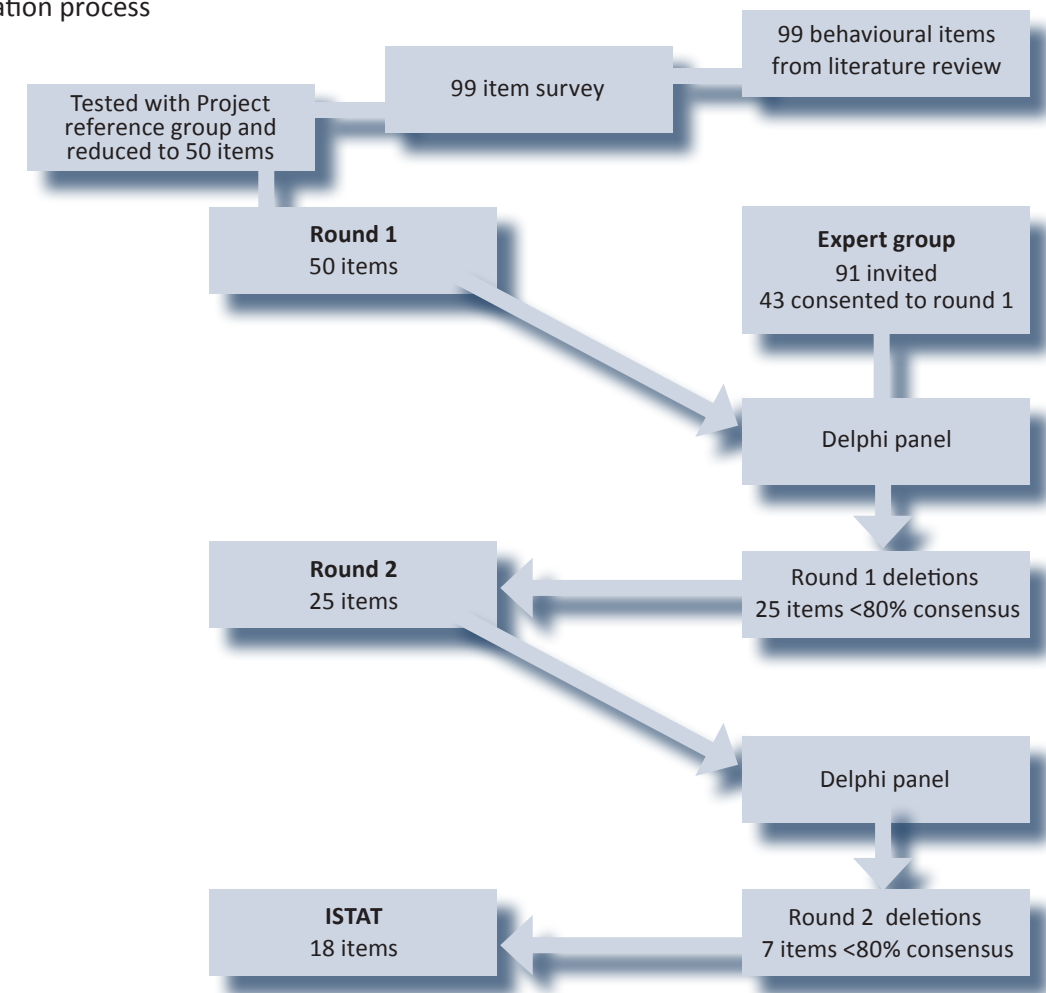 ation process
99 behavioural items
from literature review
99 item survey
Tested with Project
reference group and
reduced to 50 items
Round 1
50 items
Expert group
91 invited
43 consented to round 1
Delphi panel
Round 1 deletions
25 items <80% consensus
Round 2
25 items
Delphi panel
Round 2 deletions
7 items <80% consensus
ISTAT
18 items